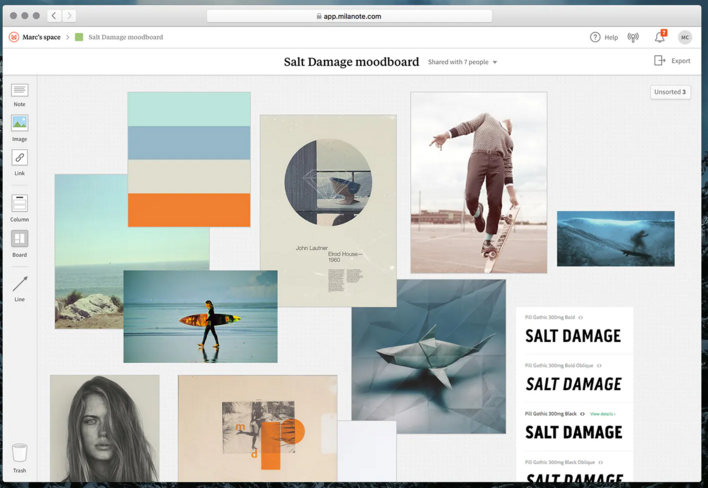 app.milanote.com
Marc's space
Salt Damage moodboard
Help
7
MC
Salt Damage moodboard
Shared with 7 people
Export
Unsorted 3
Note
Image
Link
Column
Board
Line
Trash
John Lautner
Elrod House—
1960
m
p
d
Pill Gothic 300mg Bold
SALT DAMAGE
Pill Gothic 300mg Bold Oblique
SALT DAMAGE
Pill Gothic 300mg Black
View details
SALT DAMAGE
Pill Gothic 300mg Black Oblique
SALT DAMAGE